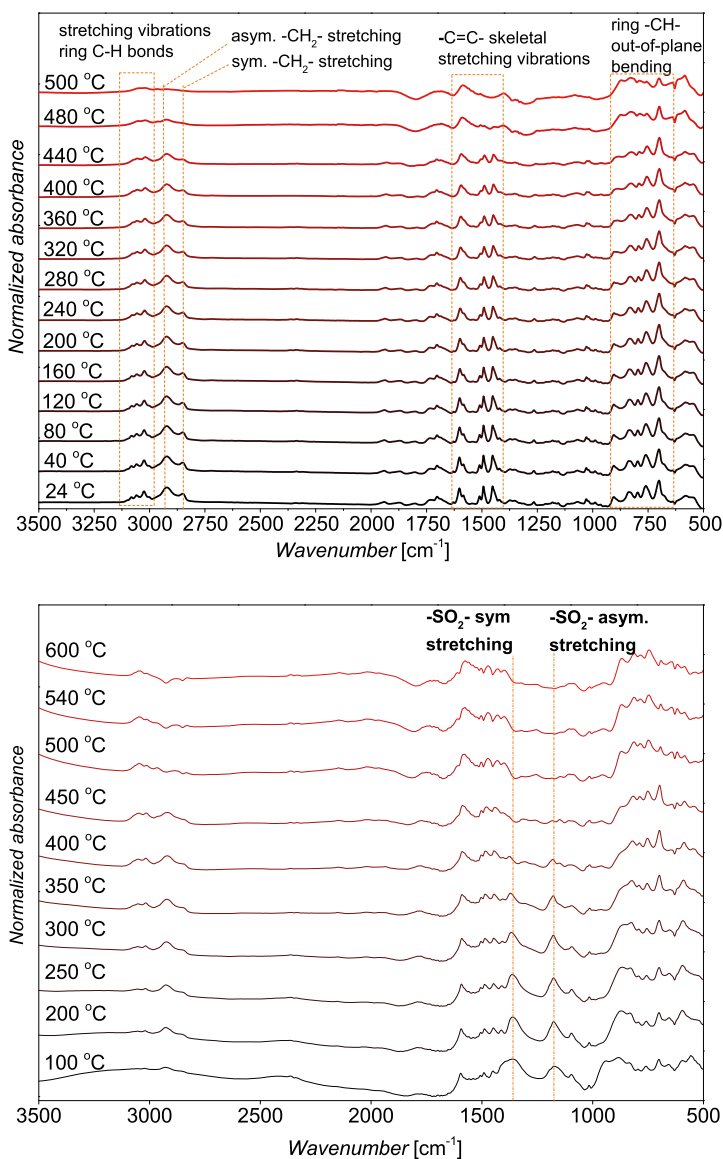 stretching vibrations
ring C-H bonds
asym. -CH₂- stretching
sym. -CH₂- stretching
-C=C- skeletal
stretching vibrations
ring -CH-
out-of-plane
bending
500 °C
480 °C
440 °C
400 °C
360 °C
320 °C
280 °C
240 °C
200 °C
160 °C
120 °C
80 °C
40 °C
24 °C
Normalized absorbance
3500 3250 3000 2750 2500 2250 2000 1750 1500 1250 1000 750 500
Wavenumber [cm⁻¹]
-SO₂- sym
stretching
-SO₂- asym.
stretching
600 °C
540 °C
500 °C
450 °C
400 °C
350 °C
300 °C
250 °C
200 °C
100 °C
Normalized absorbance
3500 3000 2500 2000 1500 1000 500
Wavenumber [cm⁻¹]